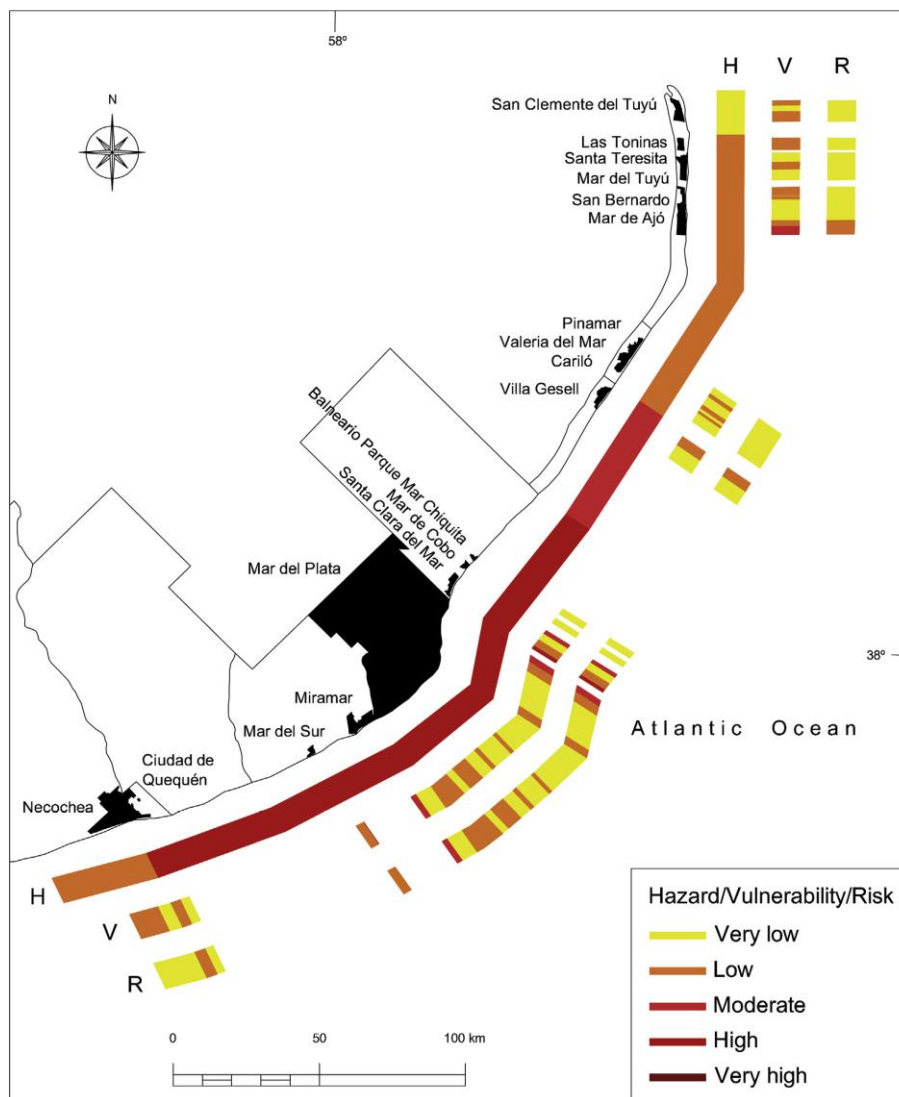 58º
H V R
N
San Clemente del Tuyú
Las Toninas
Santa Teresita
Mar del Tuyú
San Bernardo
Mar de Ajó
Pinamar
Valeria del Mar
Cariló
Villa Gesell
Balneario Parque Mar Chiquita
Mar de Cobo
Santa Clara del Mar
Mar del Plata
38º
Miramar
Atlantic Ocean
Mar del Sur
Ciudad de
Quequén
Necochea
H
V
R
Hazard/Vulnerability/Risk
Very low
Low
Moderate
High
Very high
0 50 100 km